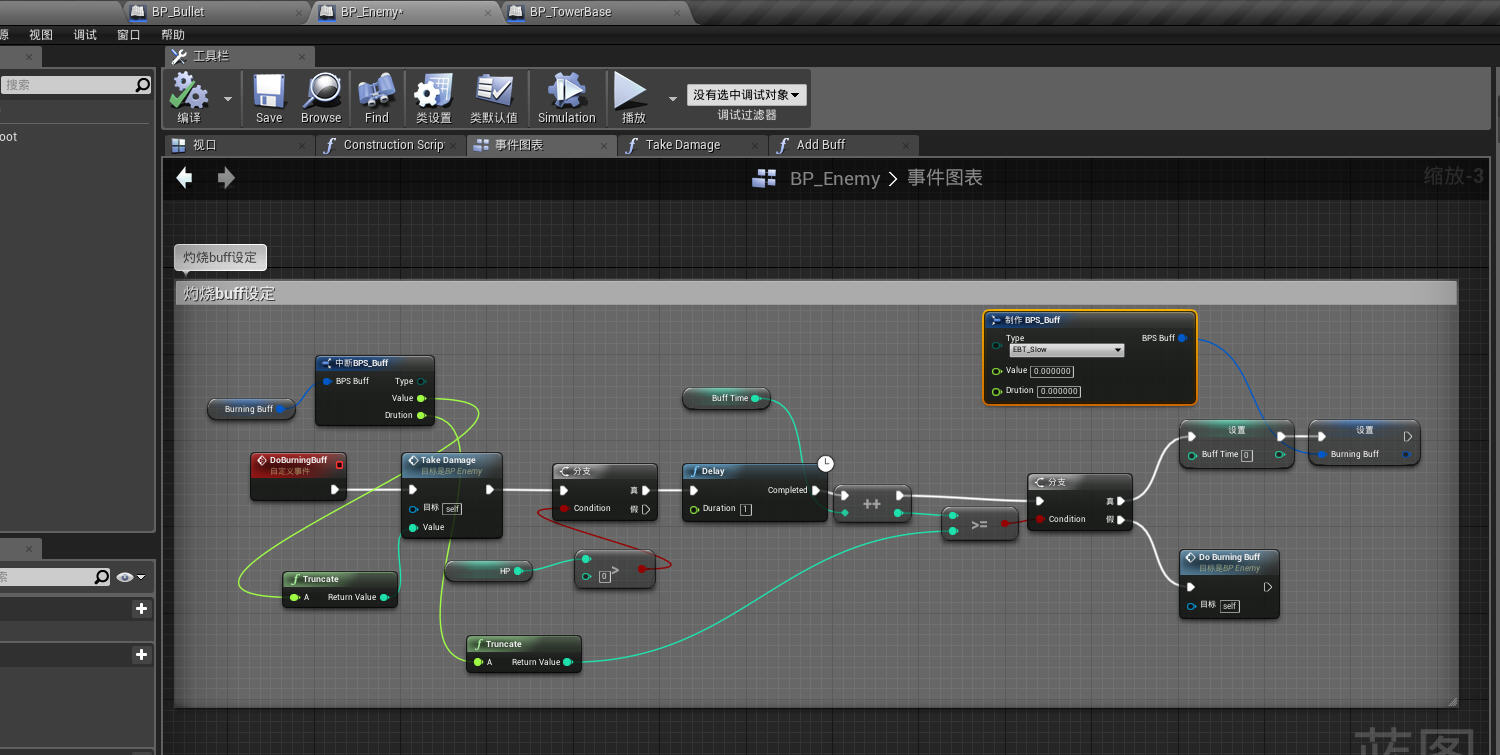 BP_Bullet
BP_Enemy*
BP_TowerBase
源 视图 调试 窗口 帮助
工具栏
搜索
编译
Save
Browse
Find
类设置
类默认值
Simulation
播放
没有选中调试对象
调试过滤器
oot
视口
Construction Scrip
事件图表
Take Damage
Add Buff
BP_Enemy > 事件图表
缩放-3
灼烧buff设定
灼烧buff设定
制作 BPS_Buff
Type
BPS Buff
EBT_Slow
Value 0.000000
Drution 0.000000
中断BPS_Buff
BPS Buff
Type
Value
Drution
Burning Buff
Buff Time
设置
Buff Time 0
设置
Burning Buff
DoBurningBuff
自定义事件
Take Damage
目标是BP Enemy
目标 self
Value
分支
真
Condition
假
Delay
Completed
Duration 1
++
>=
分支
真
Condition
假
HP
0 >
Do Burning Buff
目标是BP Enemy
目标 self
Truncate
A Return Value
Truncate
A Return Value
索
蓝图